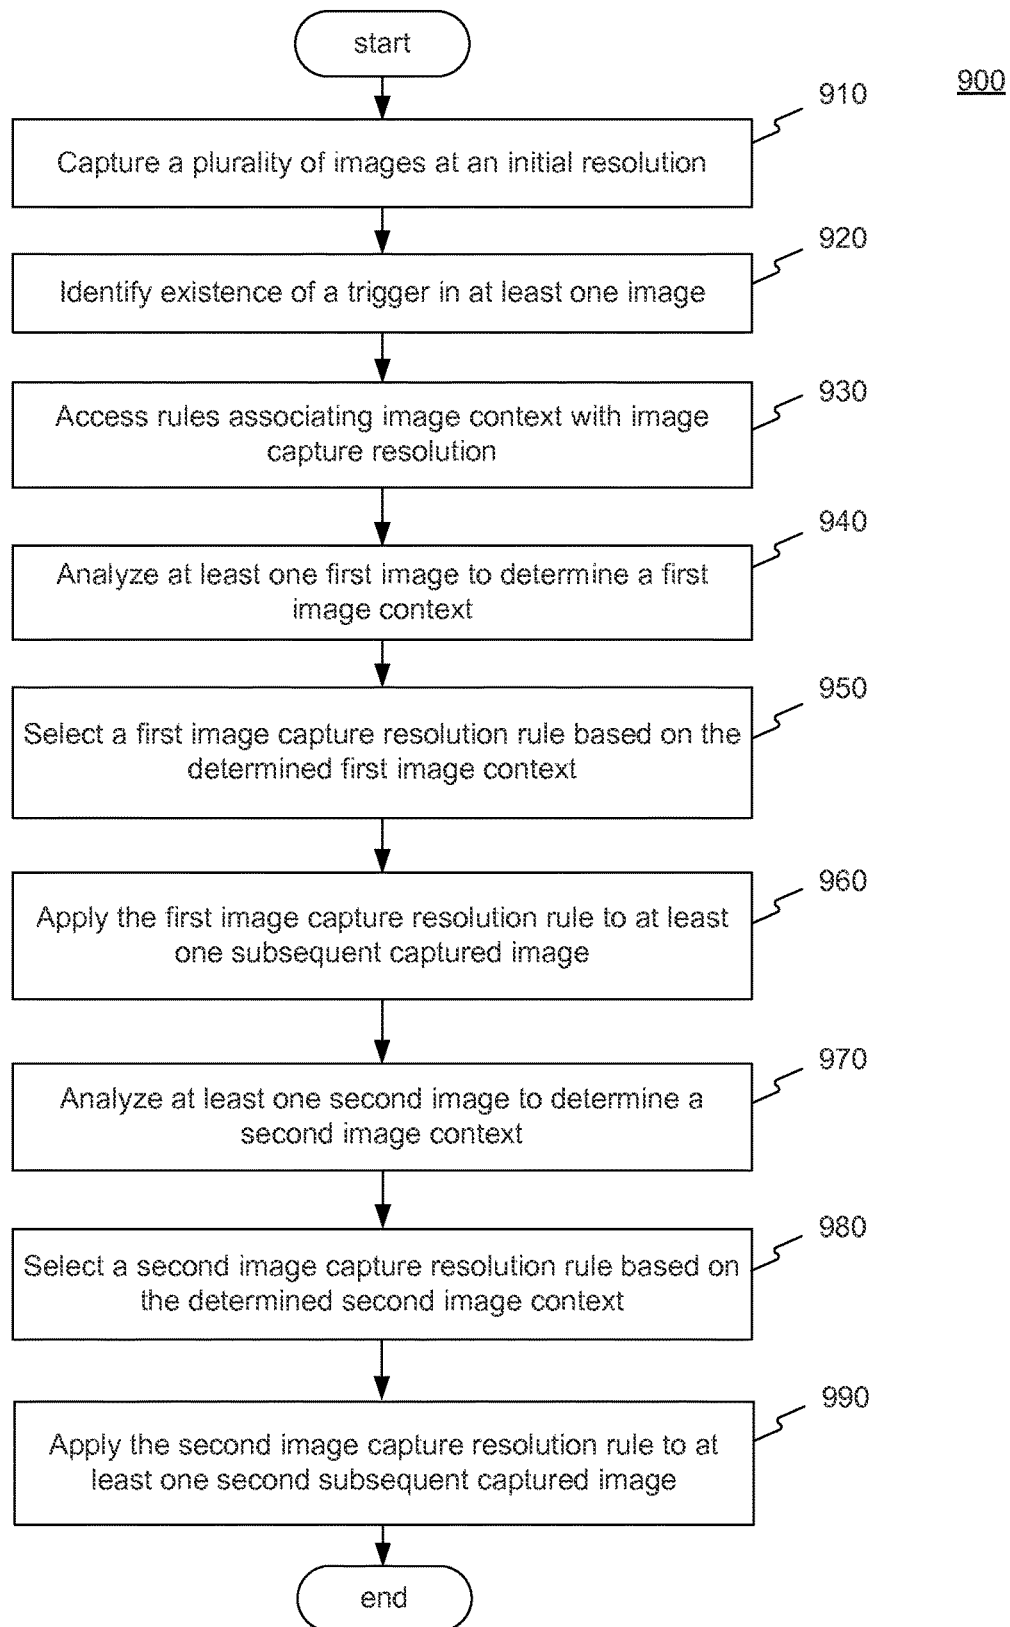 start
900
910
Capture a plurality of images at an initial resolution
920
Identify existence of a trigger in at least one image
930
Access rules associating image context with image
capture resolution
940
Analyze at least one first image to determine a first
image context
950
Select a first image capture resolution rule based on the
determined first image context
960
Apply the first image capture resolution rule to at least
one subsequent captured image
970
Analyze at least one second image to determine a
second image context
980
Select a second image capture resolution rule based on
the determined second image context
990
Apply the second image capture resolution rule to at
least one second subsequent captured image
end